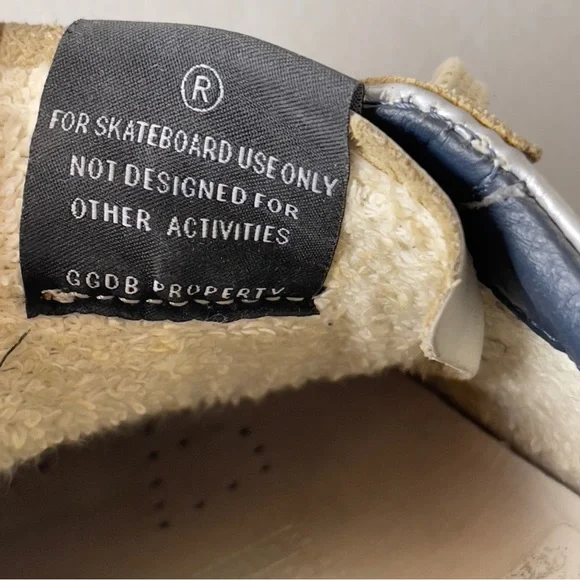 ®
FOR SKATEBOARD USE ONLY
NOT DESIGNED FOR
OTHER ACTIVITIES
GGDB PROPERTY